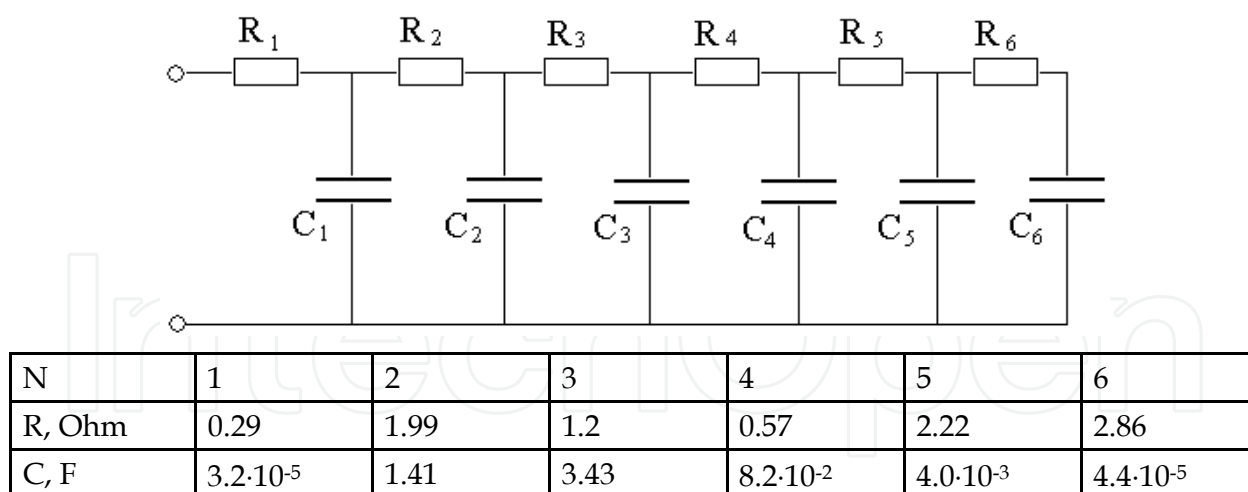 R₁ R₂ R₃ R₄ R₅ R₆
C₁ C₂ C₃ C₄ C₅ C₆
IntechOpen
N 1 2 3 4 5 6
R, Ohm 0.29 1.99 1.2 0.57 2.22 2.86
C, F 3.2·10⁻⁵ 1.41 3.43 8.2·10⁻² 4.0·10⁻³ 4.4·10⁻⁵